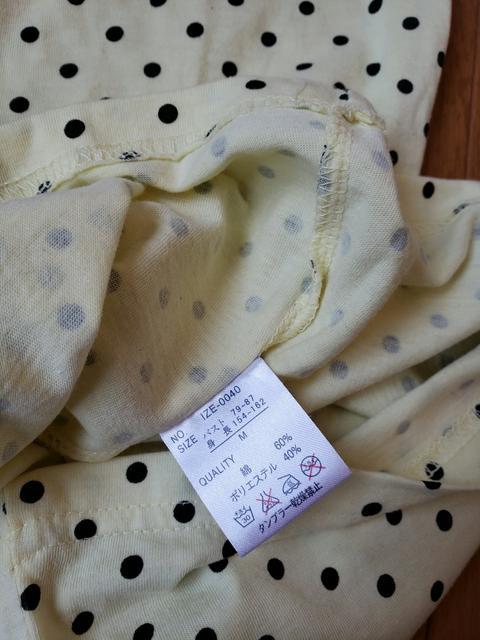 NO. IZE-0040
SIZE バスト 79-87
身 長 154-162
M
QUALITY
綿 60%
ポリエステル 40%
30
タンブラー乾燥禁止